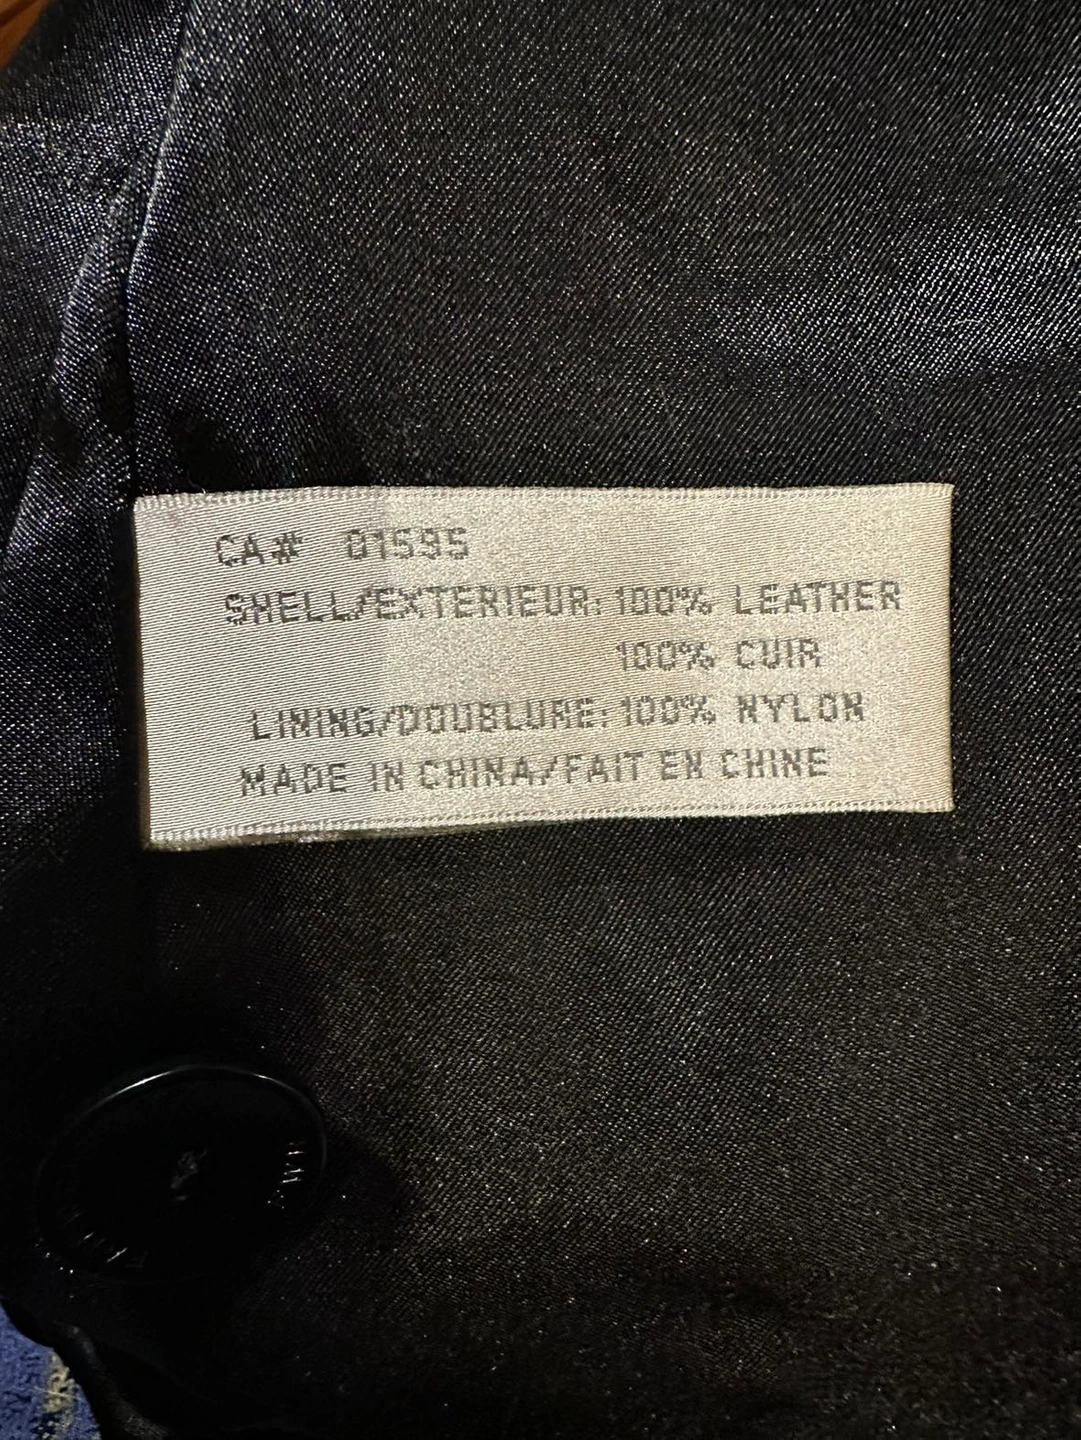 CA# 01595
SHELL/EXTERIEUR: 100% LEATHER
100% CUIR
LINING/DOUBLURE: 100% NYLON
MADE IN CHINA/FAIT EN CHINE